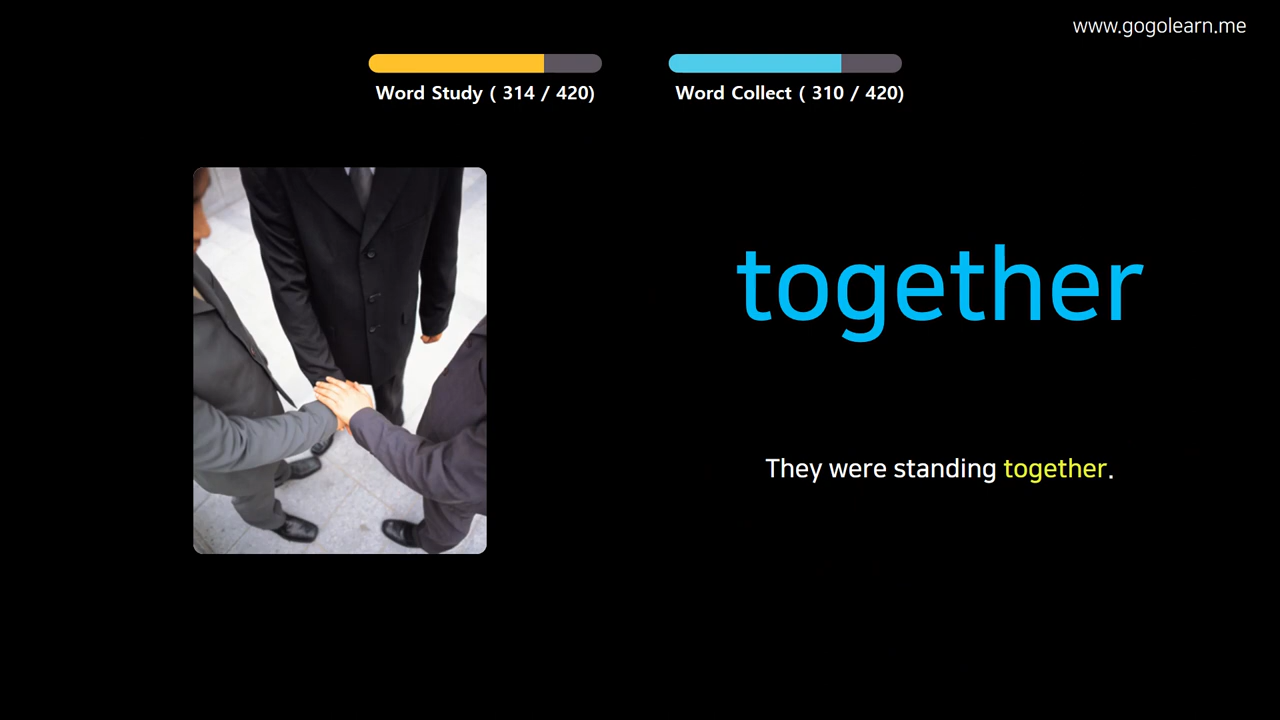 www.gogolearn.me
Word Study ( 314 / 420)
Word Collect ( 310 / 420)
together
They were standing together.